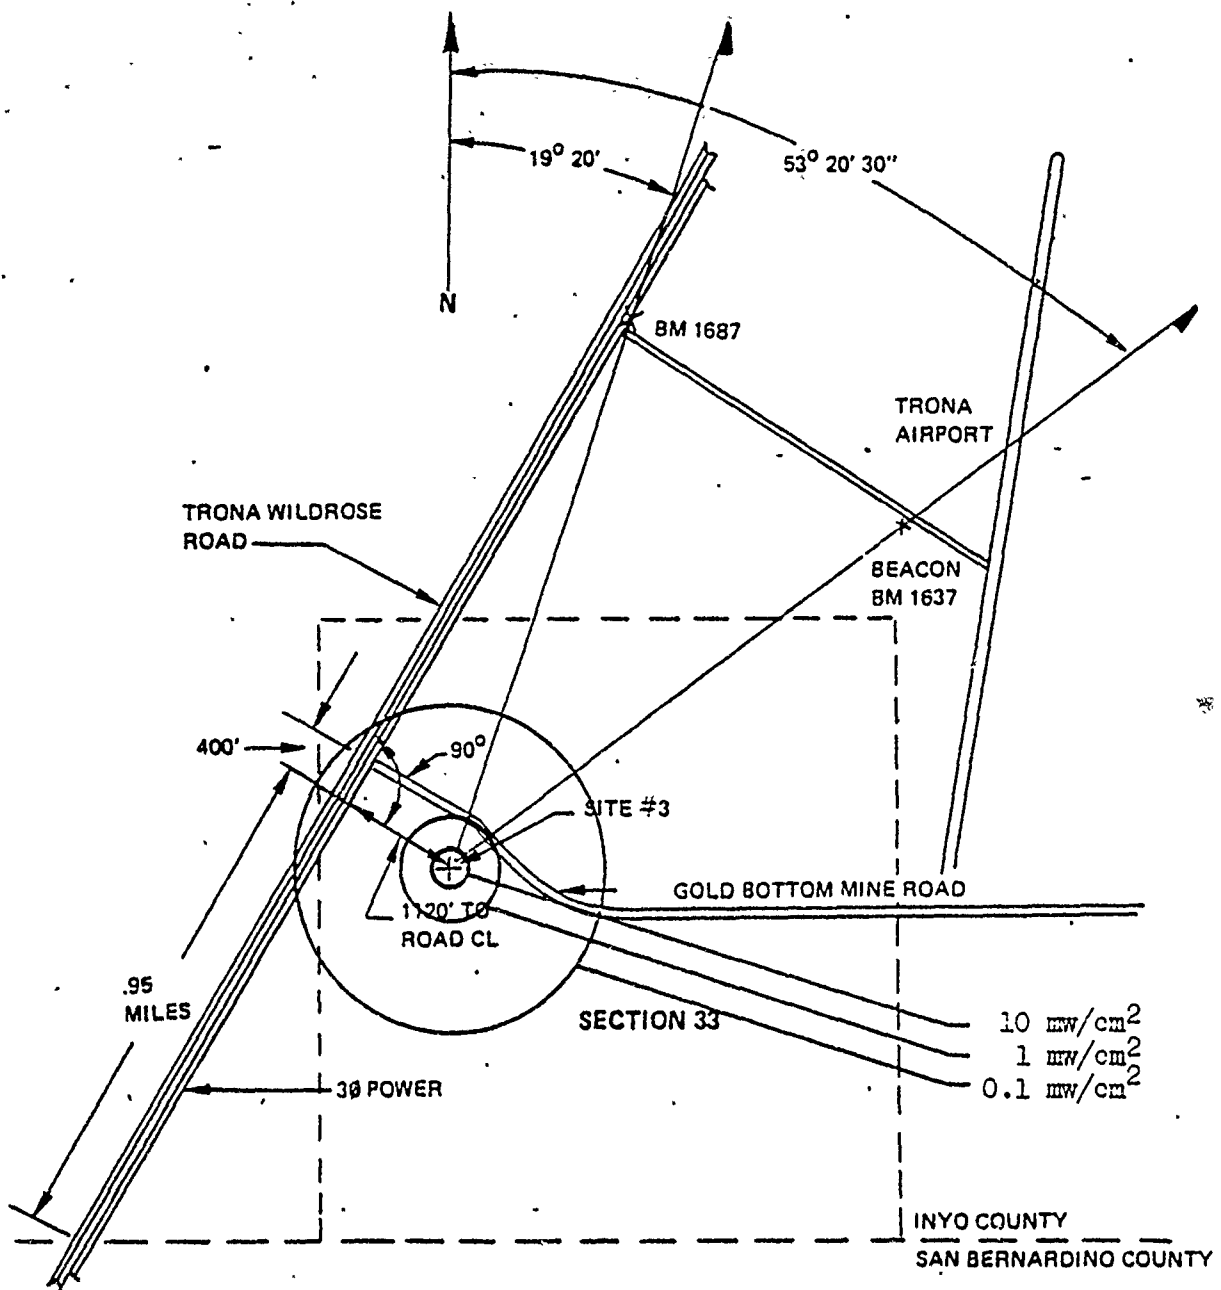 19° 20'
53° 20' 30"
N
BM 1687
TRONA
AIRPORT
TRONA WILDROSE
ROAD
BEACON
BM 1637
400'
90°
SITE #3
GOLD BOTTOM MINE ROAD
1120' TO
ROAD CL
.95
MILES
SECTION 33
10 mw/cm²
1 mw/cm²
0.1 mw/cm²
3ø POWER
INYO COUNTY
SAN BERNARDINO COUNTY